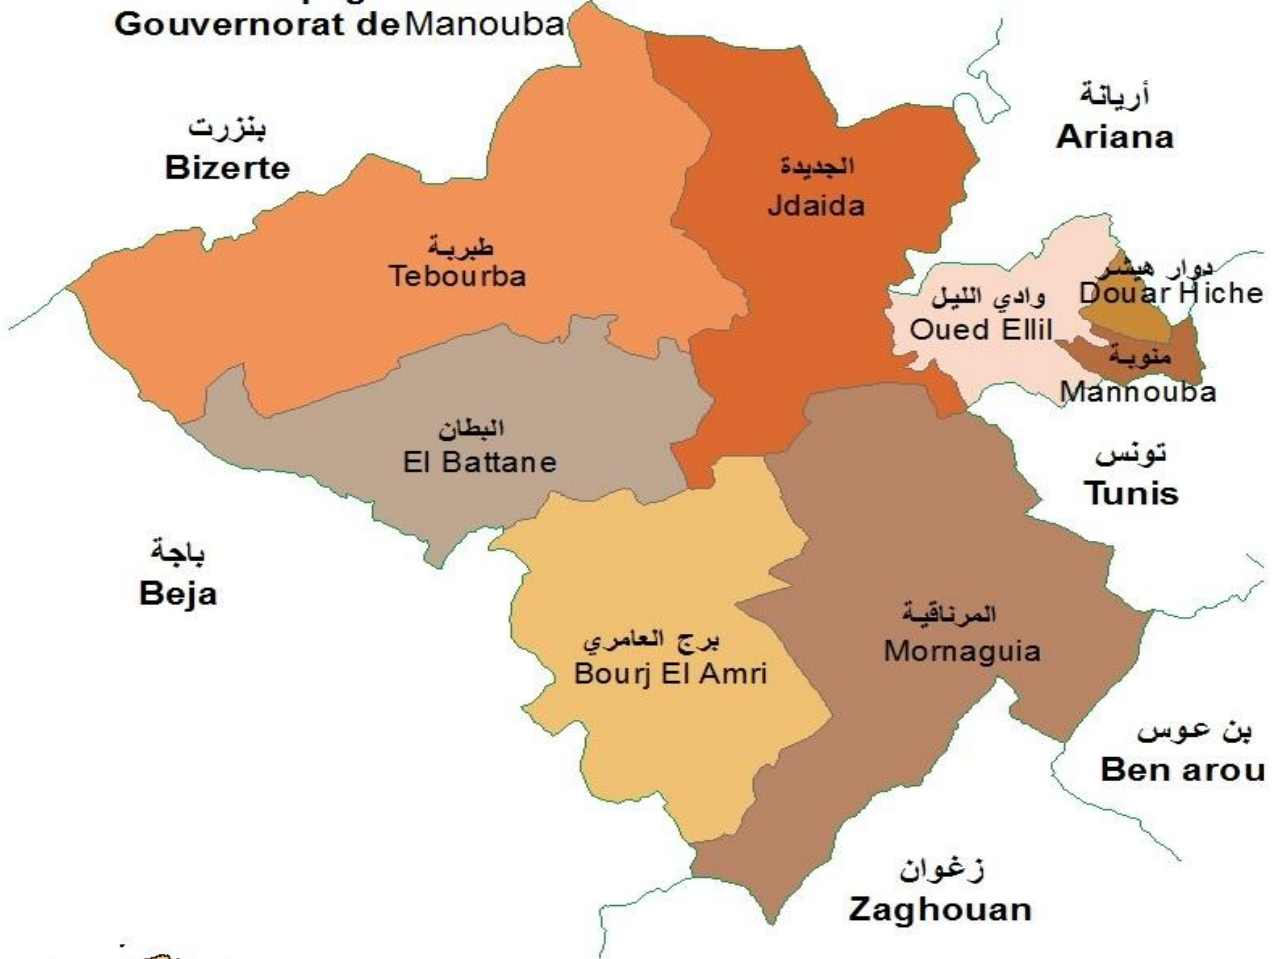 Gouvernorat de Manouba
أريانة
Ariana
بنزرت
Bizerte
الجديدة
Jdaida
طبربة
Tebourba
دوار هيشر
Douar Hiche
وادي الليل
Oued Ellil
منوبة
Mannouba
البطان
El Battane
تونس
Tunis
باجة
Beja
المرناقية
Mornaguia
برج العامري
Bourj El Amri
بن عوس
Ben arou
زغوان
Zaghouan